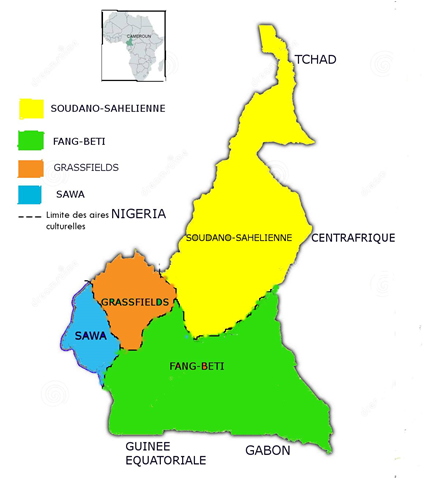 CAMEROUN
TCHAD
SOUDANO-SAHELIENNE
FANG-BETI
GRASSFIELDS
SAWA
Limite des aires culturelles
NIGERIA
SOUDANO-SAHELIENNE
CENTRAFRIQUE
GRASSFIELDS
SAWA
FANG-BETI
GUINEE
EQUATORIALE
GABON